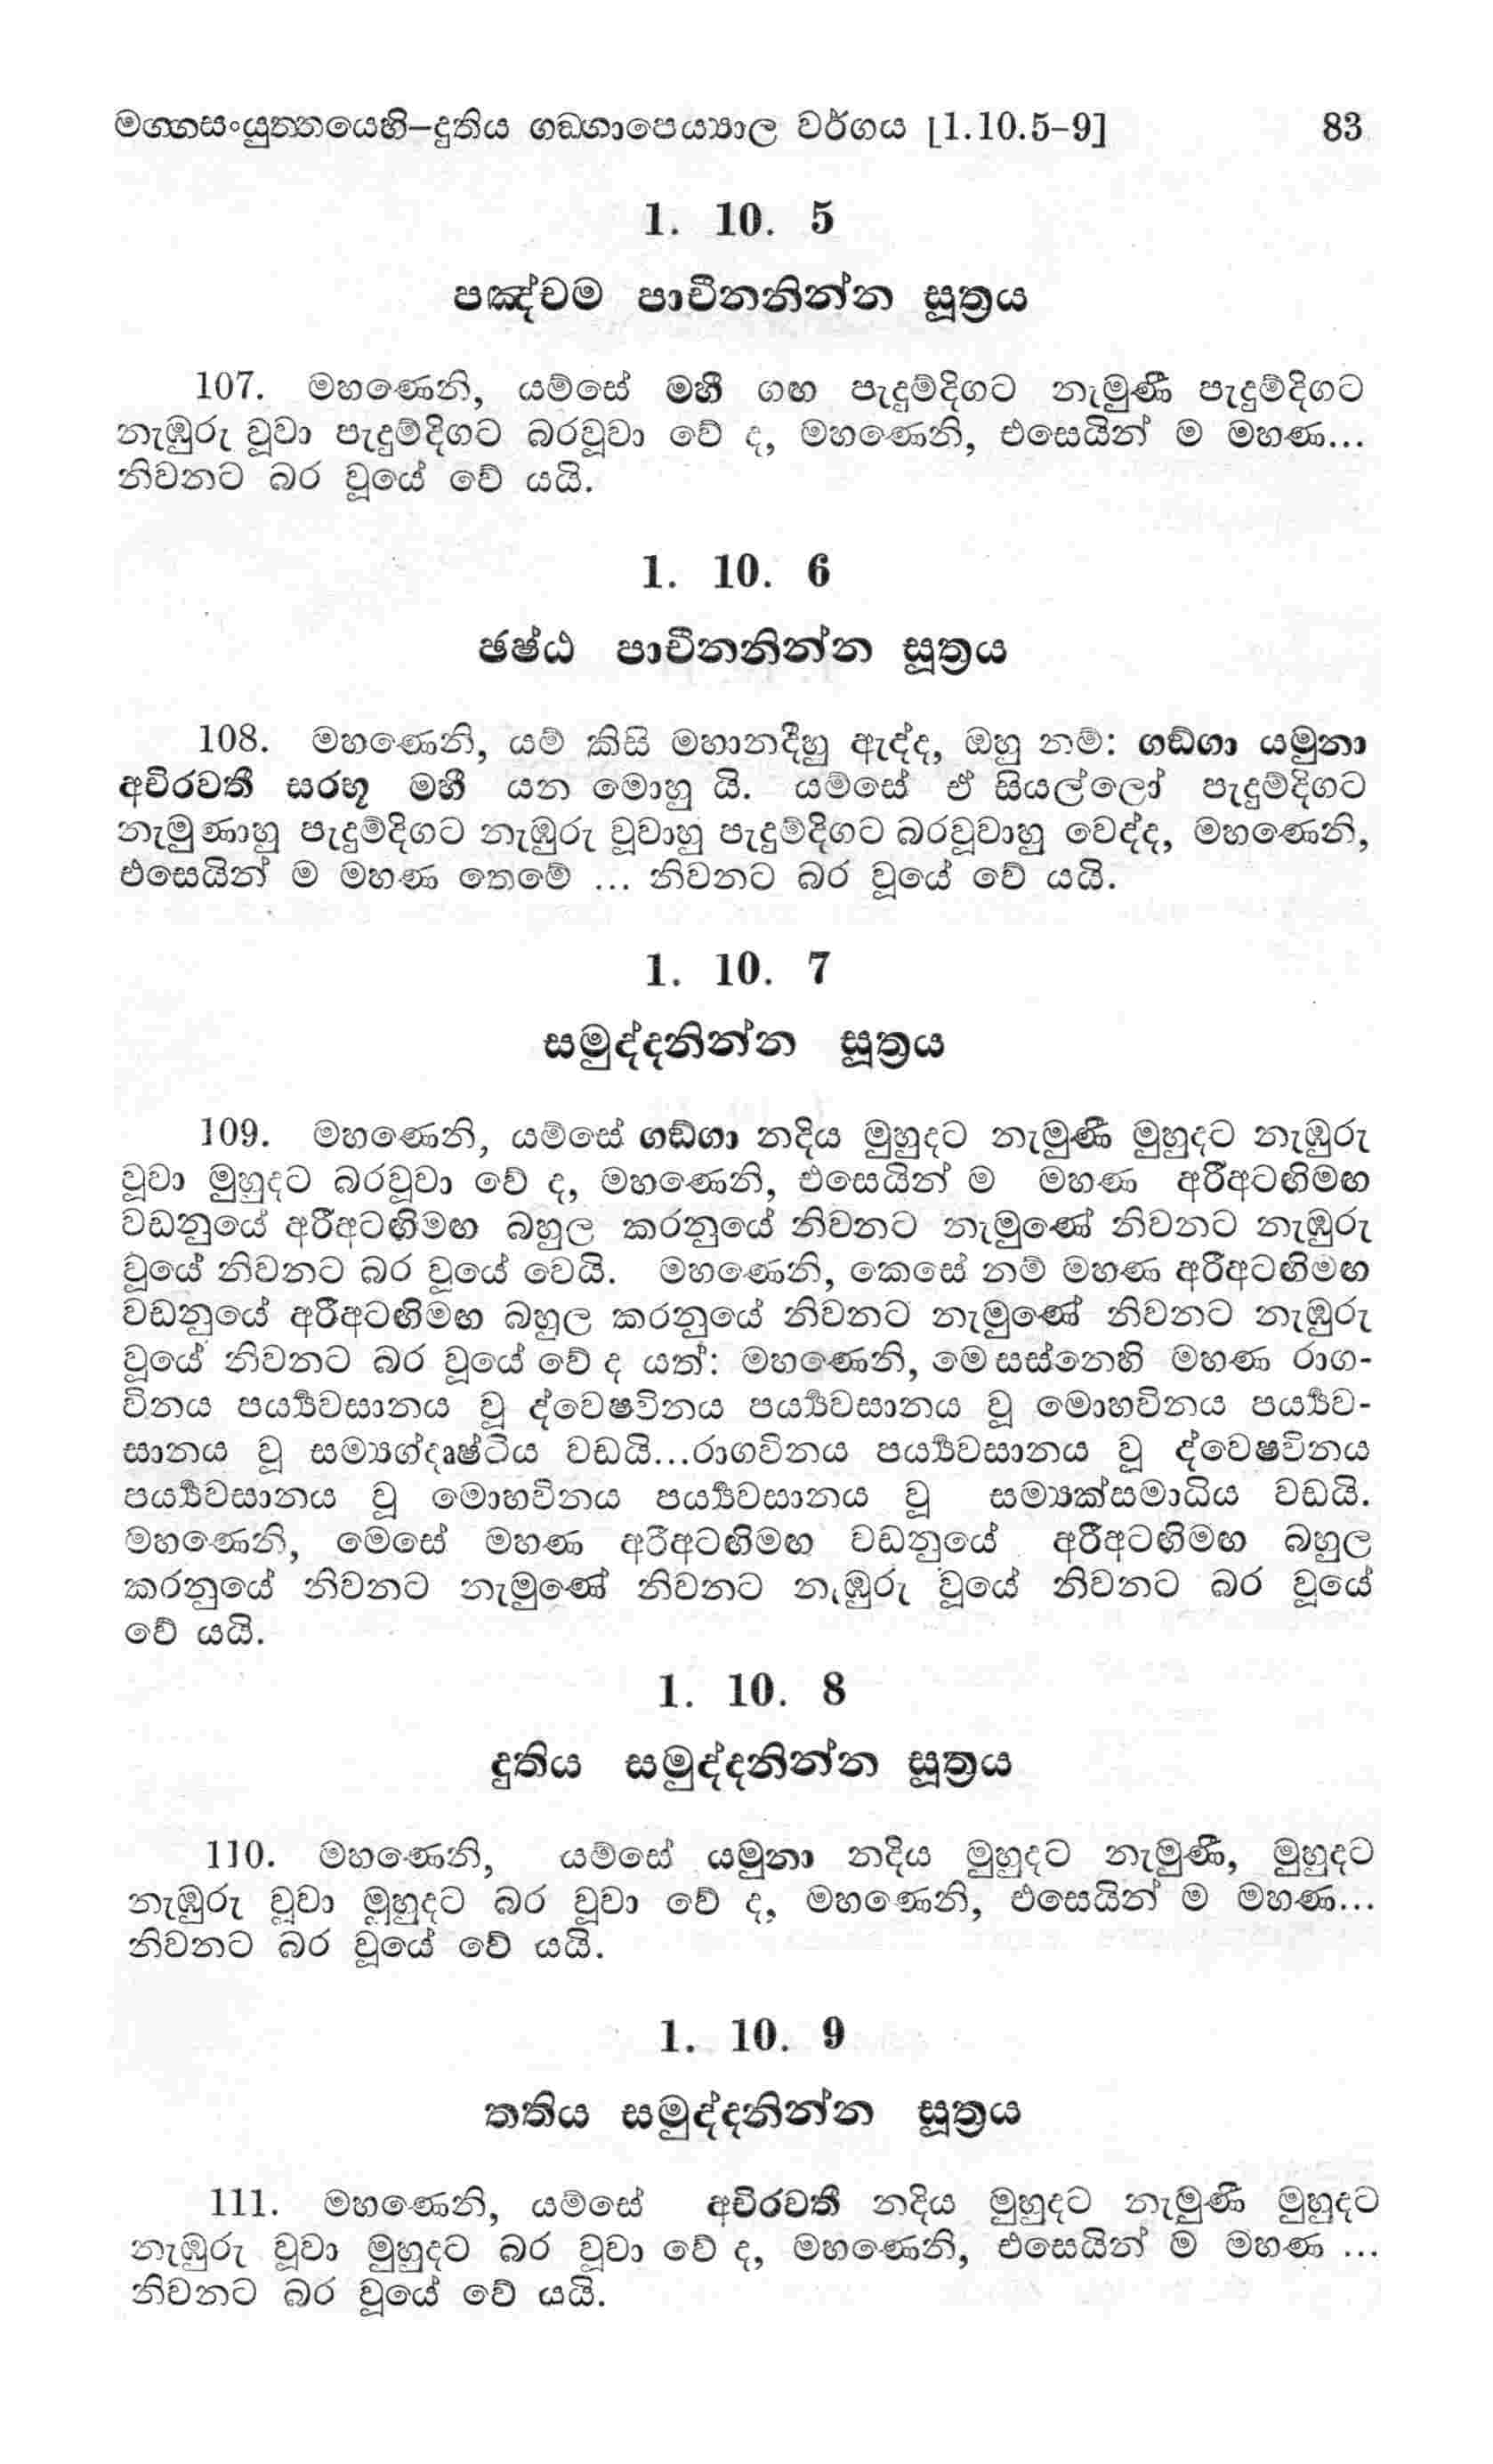 මග්ගසංයුත්තයෙහි–දුතිය ගඞ්ගාපෙය්‍යාල වර්ගය [1.10.5-9] 83
1. 10. 5
පඤ්චම පාචීනනින්න සූත්‍රය
107. මහණෙනි, යම්සේ මහී ගඟ පැදුම්දිගට නැමුණී පැදුම්දිගට
නැඹුරු වූවා පැදුම්දිගට බරවූවා වේ ද, මහණෙනි, එසෙයින් ම මහණ...
නිවනට බර වූයේ වේ යයි.
1. 10. 6
ඡෂ්ඨ පාචීනනින්න සූත්‍රය
108. මහණෙනි, යම් කිසි මහානදීහු ඇද්ද, ඔහු නම්: ගඞ්ගා යමුනා
අචිරවතී සරභූ මහී යන මොහු යි. යම්සේ ඒ සියල්ලෝ පැදුම්දිගට
නැමුණාහු පැදුම්දිගට නැඹුරු වූවාහු පැදුම්දිගට බරවූවාහු වෙද්ද, මහණෙනි,
එසෙයින් ම මහණ තෙමේ ... නිවනට බර වූයේ වේ යයි.
1. 10. 7
සමුද්දනින්න සූත්‍රය
109. මහණෙනි, යම්සේ ගඞ්ගා නදිය මුහුදට නැමුණී මුහුදට නැඹුරු
වූවා මුහුදට බරවූවා වේ ද, මහණෙනි, එසෙයින් ම මහණ අරීඅටඟිමඟ
වඩනුයේ අරීඅටඟිමඟ බහුල කරනුයේ නිවනට නැමුණේ නිවනට නැඹුරු
වූයේ නිවනට බර වූයේ වෙයි. මහණෙනි, කෙසේ නම් මහණ අරීඅටඟිමඟ
වඩනුයේ අරීඅටඟිමඟ බහුල කරනුයේ නිවනට නැමුණේ නිවනට නැඹුරු
වූයේ නිවනට බර වූයේ වේ ද යත්: මහණෙනි, මෙ සස්නෙහි මහණ රාග-
විනය පර්‍ය්‍යවසානය වූ ද්වෙෂවිනය පර්‍ය්‍යවසානය වූ මොහවිනය පර්‍ය්‍යව-
සානය වූ සම්‍යග්දෘෂ්ටිය වඩයි...රාගවිනය පර්‍ය්‍යවසානය වූ ද්වෙෂවිනය
පර්‍ය්‍යවසානය වූ මොහවිනය පර්‍ය්‍යවසානය වූ සම්‍යක්සමාධිය වඩයි.
මහණෙනි, මෙසේ මහණ අරීඅටඟිමඟ වඩනුයේ අරීඅටඟිමඟ බහුල
කරනුයේ නිවනට නැමුණේ නිවනට නැඹුරු වූයේ නිවනට බර වූයේ
වේ යයි.
1. 10. 8
දුතිය සමුද්දනින්න සූත්‍රය
110. මහණෙනි, යම්සේ යමුනා නදිය මුහුදට නැමුණී, මුහුදට
නැඹුරු වූවා මුහුදට බර වූවා වේ ද, මහණෙනි, එසෙයින් ම මහණ...
නිවනට බර වූයේ වේ යයි.
1. 10. 9
තතිය සමුද්දනින්න සූත්‍රය
111. මහණෙනි, යම්සේ අචිරවතී නදිය මුහුදට නැමුණී මුහුදට
නැඹුරු වූවා මුහුදට බර වූවා වේ ද, මහණෙනි, එසෙයින් ම මහණ ...
නිවනට බර වූයේ වේ යයි.